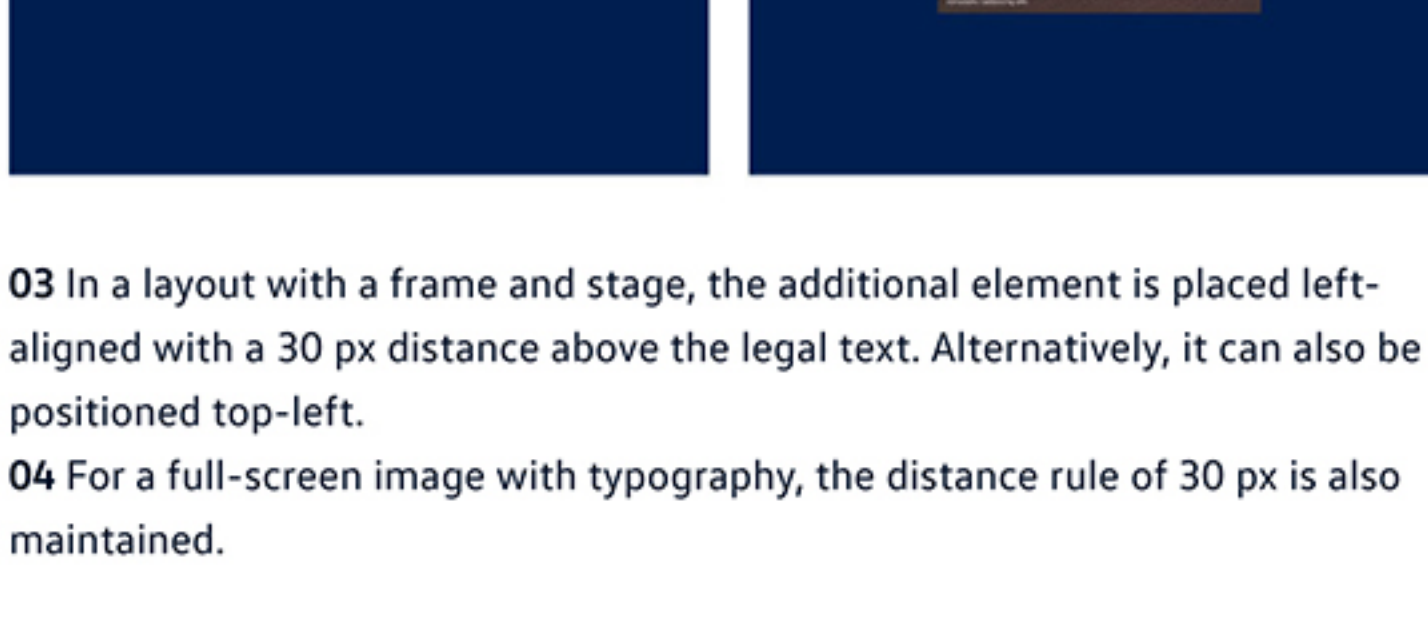 03 In a layout with a frame and stage, the additional element is placed left-
aligned with a 30 px distance above the legal text. Alternatively, it can also be
positioned top-left.
04 For a full-screen image with typography, the distance rule of 30 px is also
maintained.